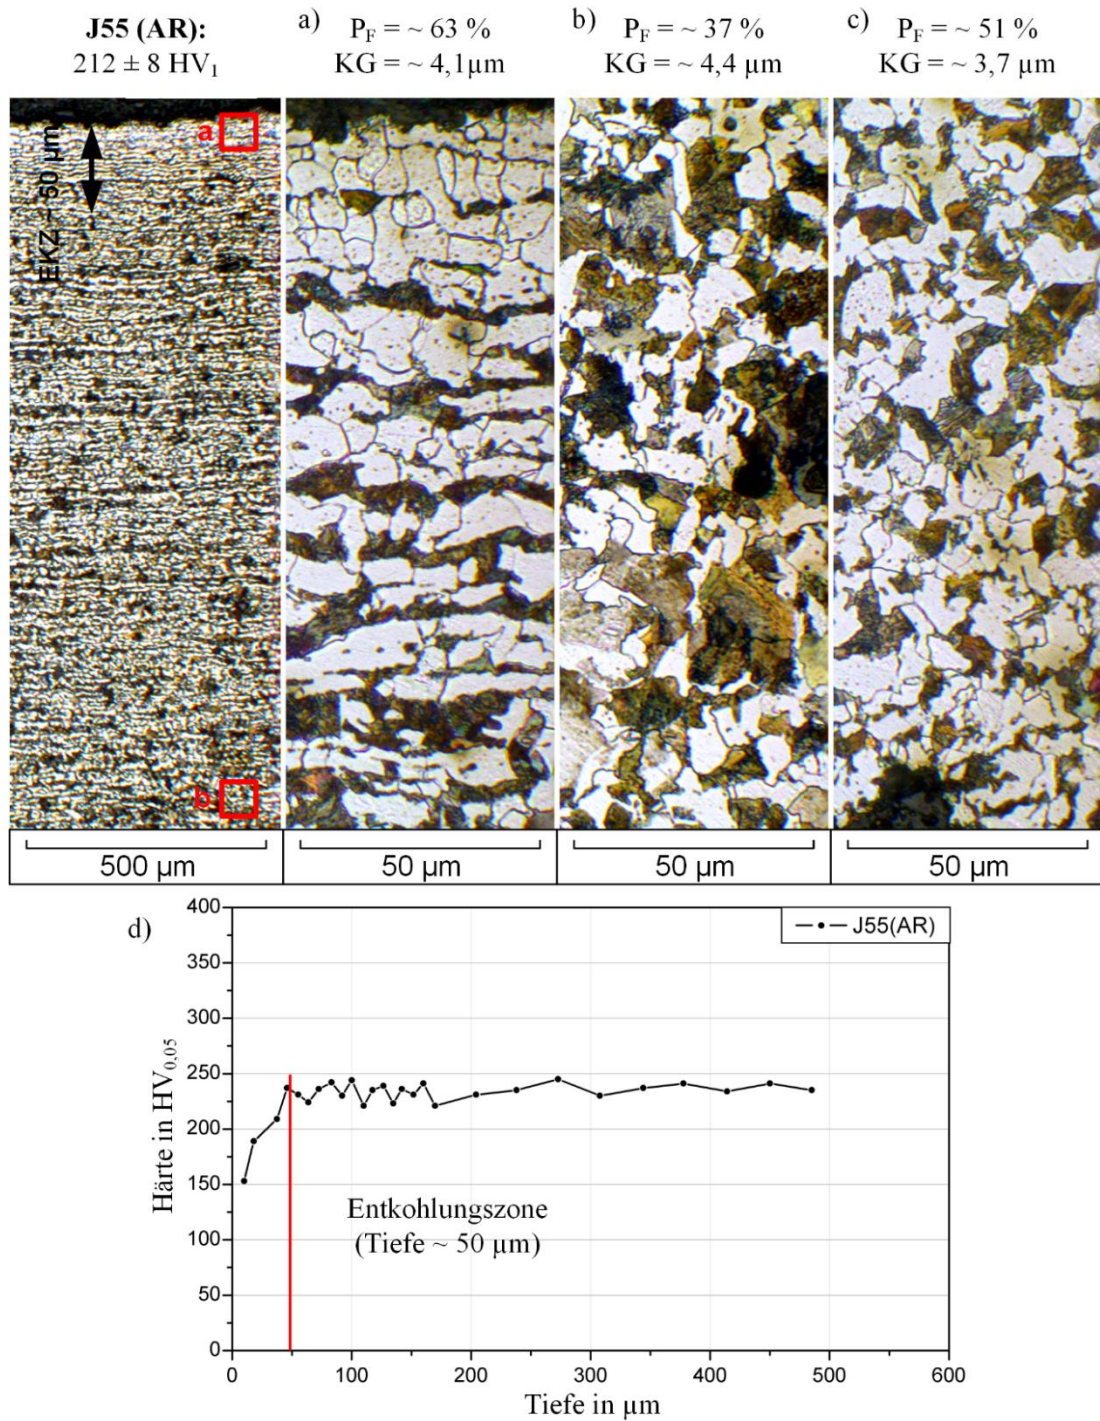 J55 (AR):
212 ± 8 HV₁
a)
P_F = ~ 63 %
KG = ~ 4,1µm
b)
P_F = ~ 37 %
KG = ~ 4,4 µm
c)
P_F = ~ 51 %
KG = ~ 3,7 µm
a
EKZ ~ 50 µm
b
500 µm
50 µm
50 µm
50 µm
d)
400
350
300
250
200
150
100
50
0
Härte in HV₀,₀₅
J55(AR)
Entkohlungszone
(Tiefe ~ 50 µm)
0
100
200
300
400
500
600
Tiefe in µm